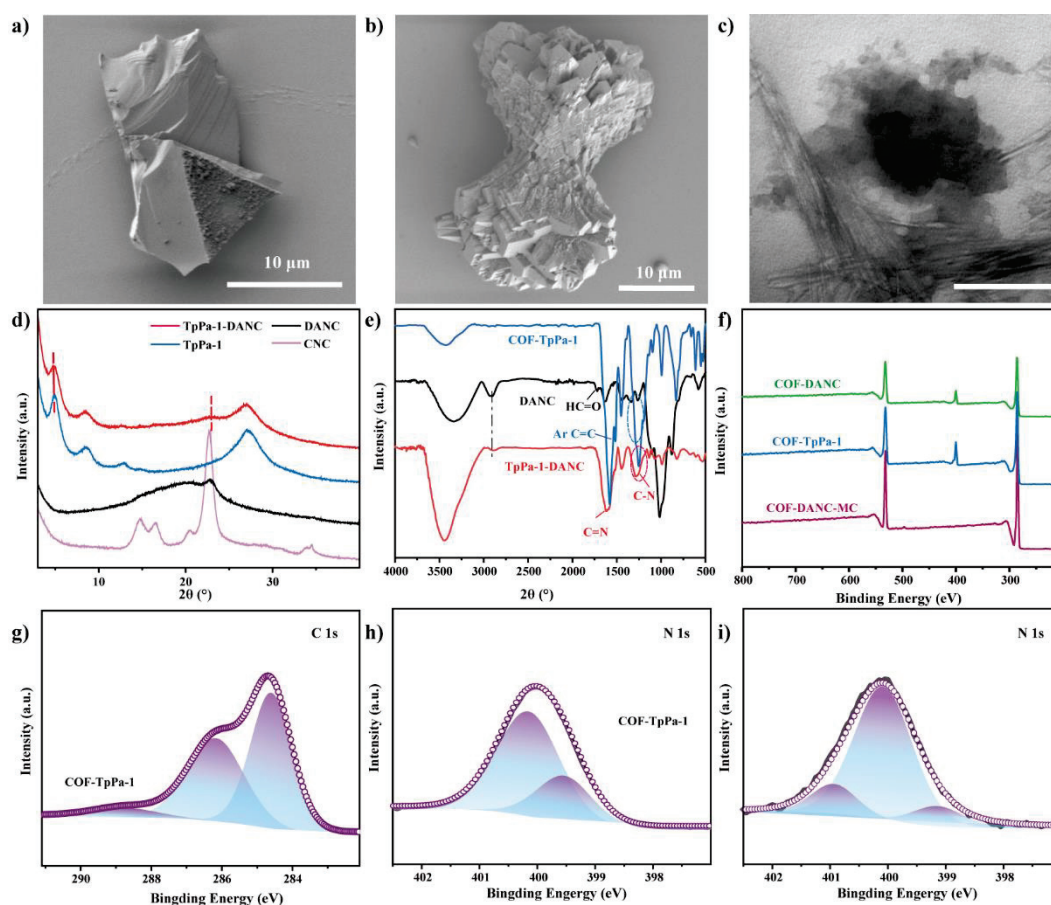 a)
10 μm
b)
10 μm
c)
d)
TpPa-1-DANC
DANC
TpPa-1
CNC
Intensity (a.u.)
10
20
30
2θ (°)
e)
COF-TpPa-1
DANC
HC=O
Ar C=C
TpPa-1-DANC
C-N
C=N
Intensity (a.u.)
4000 3500 3000 2500 2000 1500 1000 500
2θ (°)
f)
COF-DANC
COF-TpPa-1
COF-DANC-MC
Intensity (a.u.)
800 700 600 500 400 300
Binding Energy (eV)
g)
C 1s
COF-TpPa-1
Intensity (a.u.)
290 288 286 284
Bingding Engergy (eV)
h)
N 1s
COF-TpPa-1
Intensity (a.u.)
402 401 400 399 398
Bingding Engergy (eV)
i)
N 1s
Intensity (a.u.)
402 401 400 399 398
Bingding Engergy (eV)